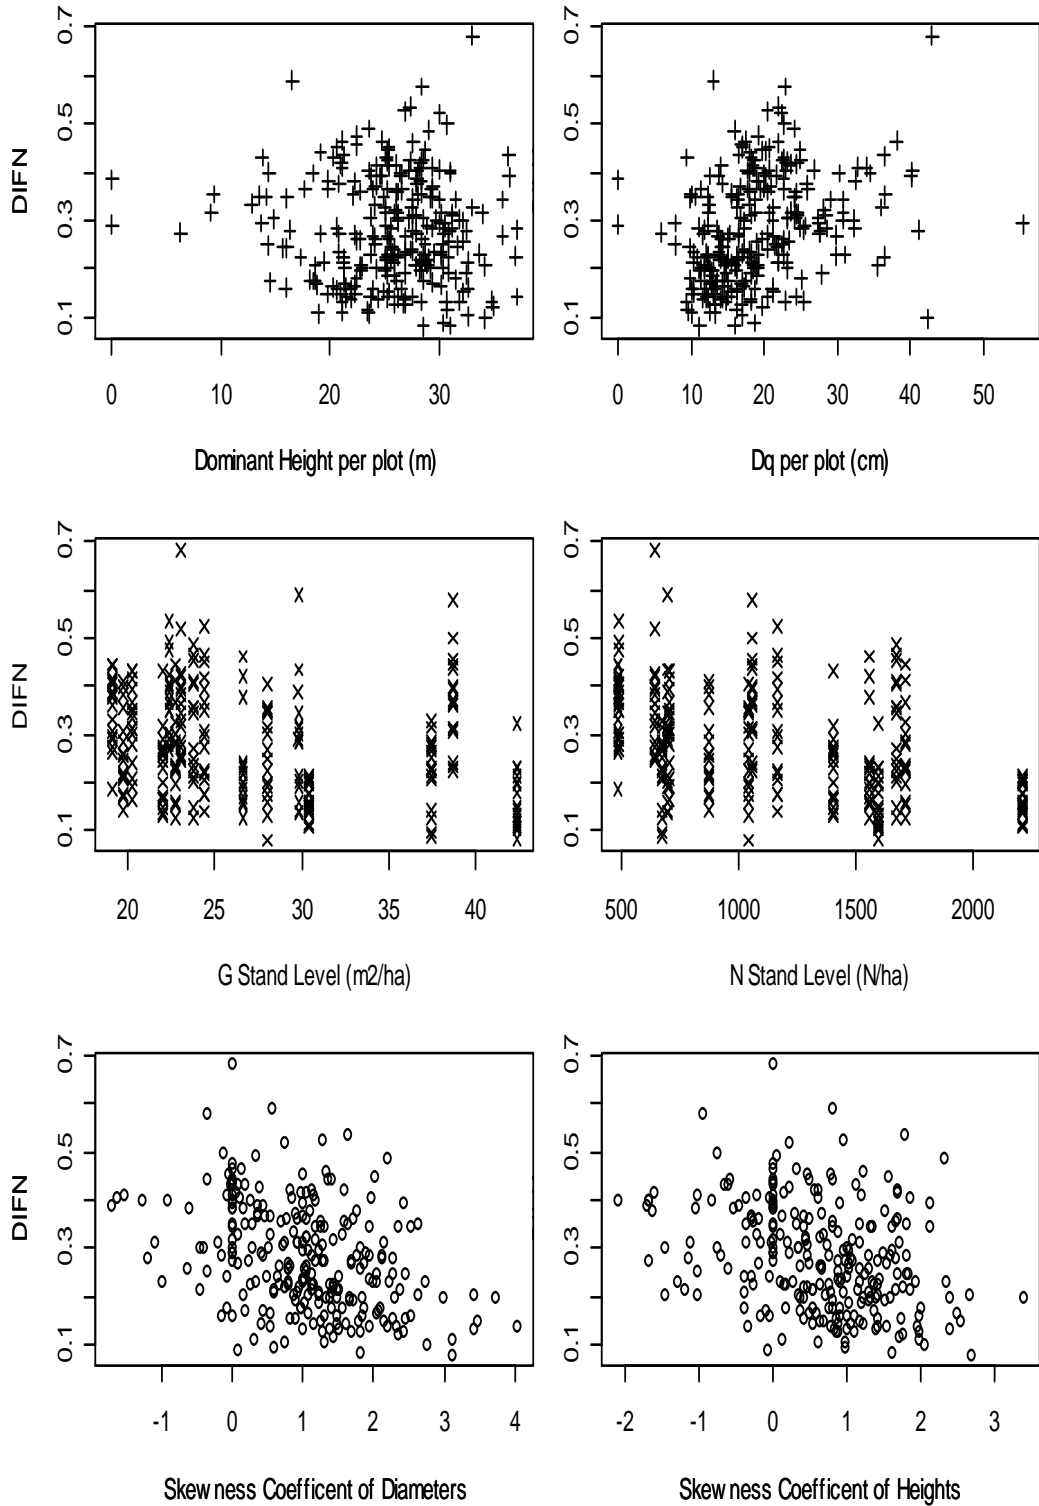 DIFN
0.7
0.5
0.3
0.1
0 10 20 30
Dominant Height per plot (m)
0.7
0.5
0.3
0.1
0 10 20 30 40 50
Dq per plot (cm)
DIFN
0.7
0.5
0.3
0.1
20 25 30 35 40
G Stand Level (m2/ha)
0.7
0.5
0.3
0.1
500 1000 1500 2000
N Stand Level (N/ha)
DIFN
0.7
0.5
0.3
0.1
-1 0 1 2 3 4
Skewness Coefficent of Diameters
0.7
0.5
0.3
0.1
-2 -1 0 1 2 3
Skewness Coefficent of Heights